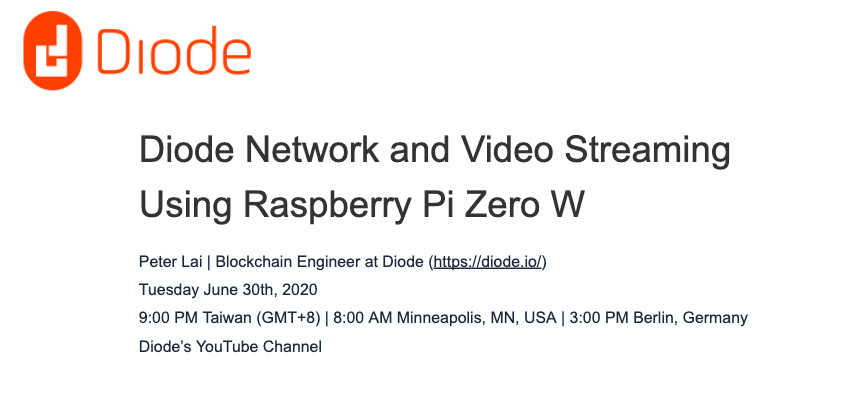 Diode
Diode Network and Video Streaming
Using Raspberry Pi Zero W
Peter Lai | Blockchain Engineer at Diode (https://diode.io/)
Tuesday June 30th, 2020
9:00 PM Taiwan (GMT+8) | 8:00 AM Minneapolis, MN, USA | 3:00 PM Berlin, Germany
Diode’s YouTube Channel